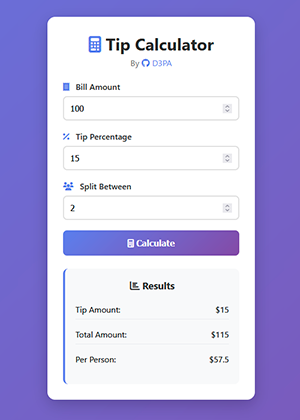 Tip Calculator
By D3PA
Bill Amount
100
Tip Percentage
15
Split Between
2
Calculate
Results
Tip Amount: $15
Total Amount: $115
Per Person: $57.5